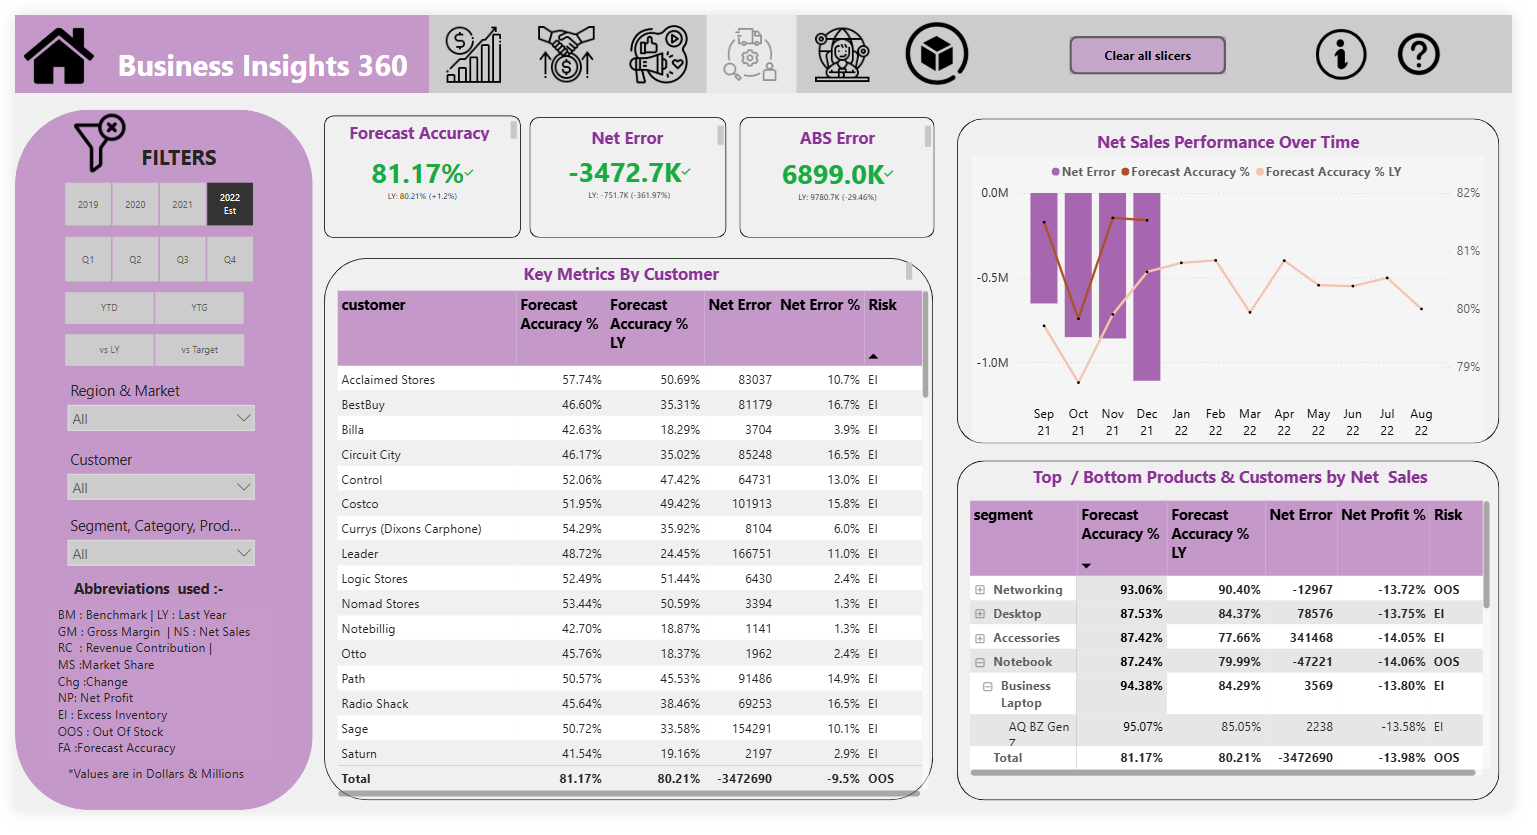 Business Insights 360
Clear all slicers
FILTERS
2019 2020 2021 2022 Est
Q1 Q2 Q3 Q4
YTD YTG
vs LY vs Target
Region & Market
All
Customer
All
Segment, Category, Prod...
All
Abbreviations used :-
BM : Benchmark | LY : Last Year
GM : Gross Margin | NS : Net Sales
RC : Revenue Contribution |
MS :Market Share
Chg :Change
NP: Net Profit
EI : Excess Inventory
OOS : Out Of Stock
FA :Forecast Accuracy
*Values are in Dollars & Millions
Forecast Accuracy
81.17%
LY: 80.21% (+1.2%)
Net Error
-3472.7K
LY: -751.7K (-361.97%)
ABS Error
6899.0K
LY: 9780.7K (-29.46%)
Key Metrics By Customer
customer Forecast Accuracy % Forecast Accuracy % LY Net Error Net Error % Risk
Acclaimed Stores 57.74% 50.69% 83037 10.7% EI
BestBuy 46.60% 35.31% 81179 16.7% EI
Billa 42.63% 18.29% 3704 3.9% EI
Circuit City 46.17% 35.02% 85248 16.5% EI
Control 52.06% 47.42% 64731 13.0% EI
Costco 51.95% 49.42% 101913 15.8% EI
Currys (Dixons Carphone) 54.29% 35.92% 8104 6.0% EI
Leader 48.72% 24.45% 166751 11.0% EI
Logic Stores 52.49% 51.44% 6430 2.4% EI
Nomad Stores 53.44% 50.59% 3394 1.3% EI
Notebillig 42.70% 18.87% 1141 1.3% EI
Otto 45.76% 18.37% 1962 2.4% EI
Path 50.57% 45.53% 91486 14.9% EI
Radio Shack 45.64% 38.46% 69253 16.5% EI
Sage 50.72% 33.58% 154291 10.1% EI
Saturn 41.54% 19.16% 2197 2.9% EI
Total 81.17% 80.21% -3472690 -9.5% OOS
Net Sales Performance Over Time
Net Error Forecast Accuracy % Forecast Accuracy % LY
0.0M 82%
81%
-0.5M
80%
-1.0M 79%
Sep Oct Nov Dec Jan Feb Mar Apr May Jun Jul Aug
21 21 21 21 22 22 22 22 22 22 22 22
Top / Bottom Products & Customers by Net Sales
segment Forecast Accuracy % Forecast Accuracy % LY Net Error Net Profit % Risk
Networking 93.06% 90.40% -12967 -13.72% OOS
Desktop 87.53% 84.37% 78576 -13.75% EI
Accessories 87.42% 77.66% 341468 -14.05% EI
Notebook 87.24% 79.99% -47221 -14.06% OOS
Business Laptop 94.38% 84.29% 3569 -13.80% EI
AQ BZ Gen 7 95.07% 85.05% 2238 -13.58% EI
Total 81.17% 80.21% -3472690 -13.98% OOS